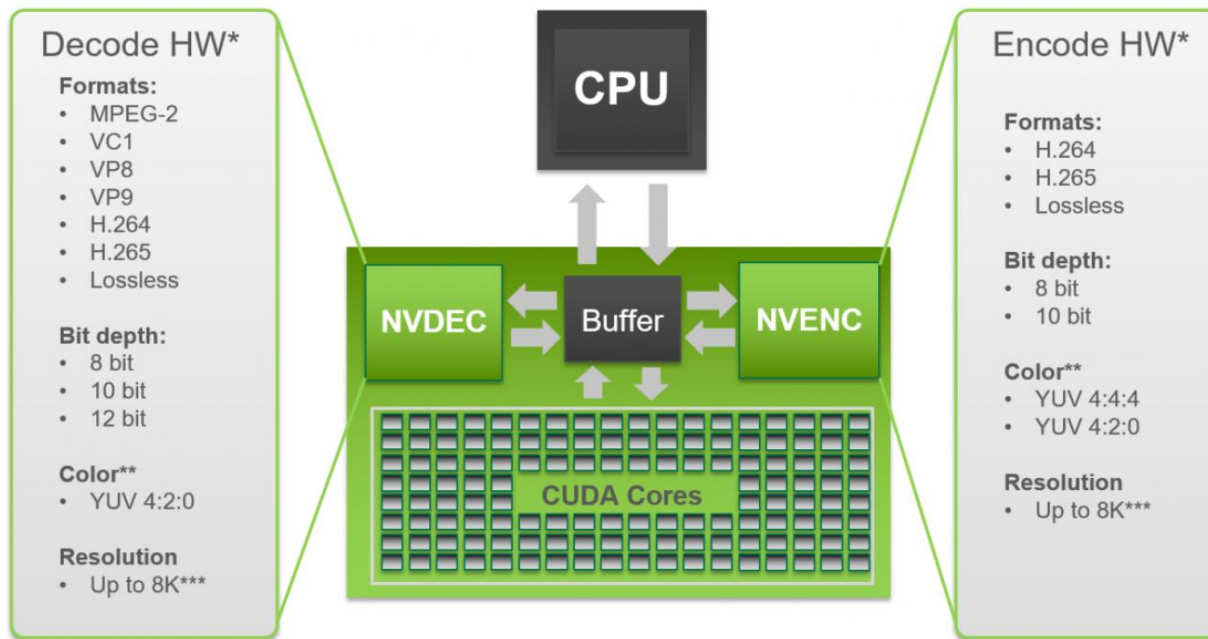 Decode HW*
Formats:
• MPEG-2
• VC1
• VP8
• VP9
• H.264
• H.265
• Lossless
Bit depth:
• 8 bit
• 10 bit
• 12 bit
Color**
• YUV 4:2:0
Resolution
• Up to 8K***
CPU
NVDEC
Buffer
NVENC
CUDA Cores
Encode HW*
Formats:
• H.264
• H.265
• Lossless
Bit depth:
• 8 bit
• 10 bit
Color**
• YUV 4:4:4
• YUV 4:2:0
Resolution
• Up to 8K***